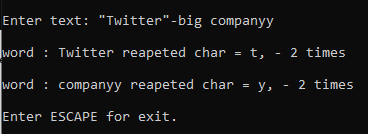 Enter text: "Twitter"-big companyy
word : Twitter reapeted char = t, - 2 times
word : companyy reapeted char = y, - 2 times
Enter ESCAPE for exit.